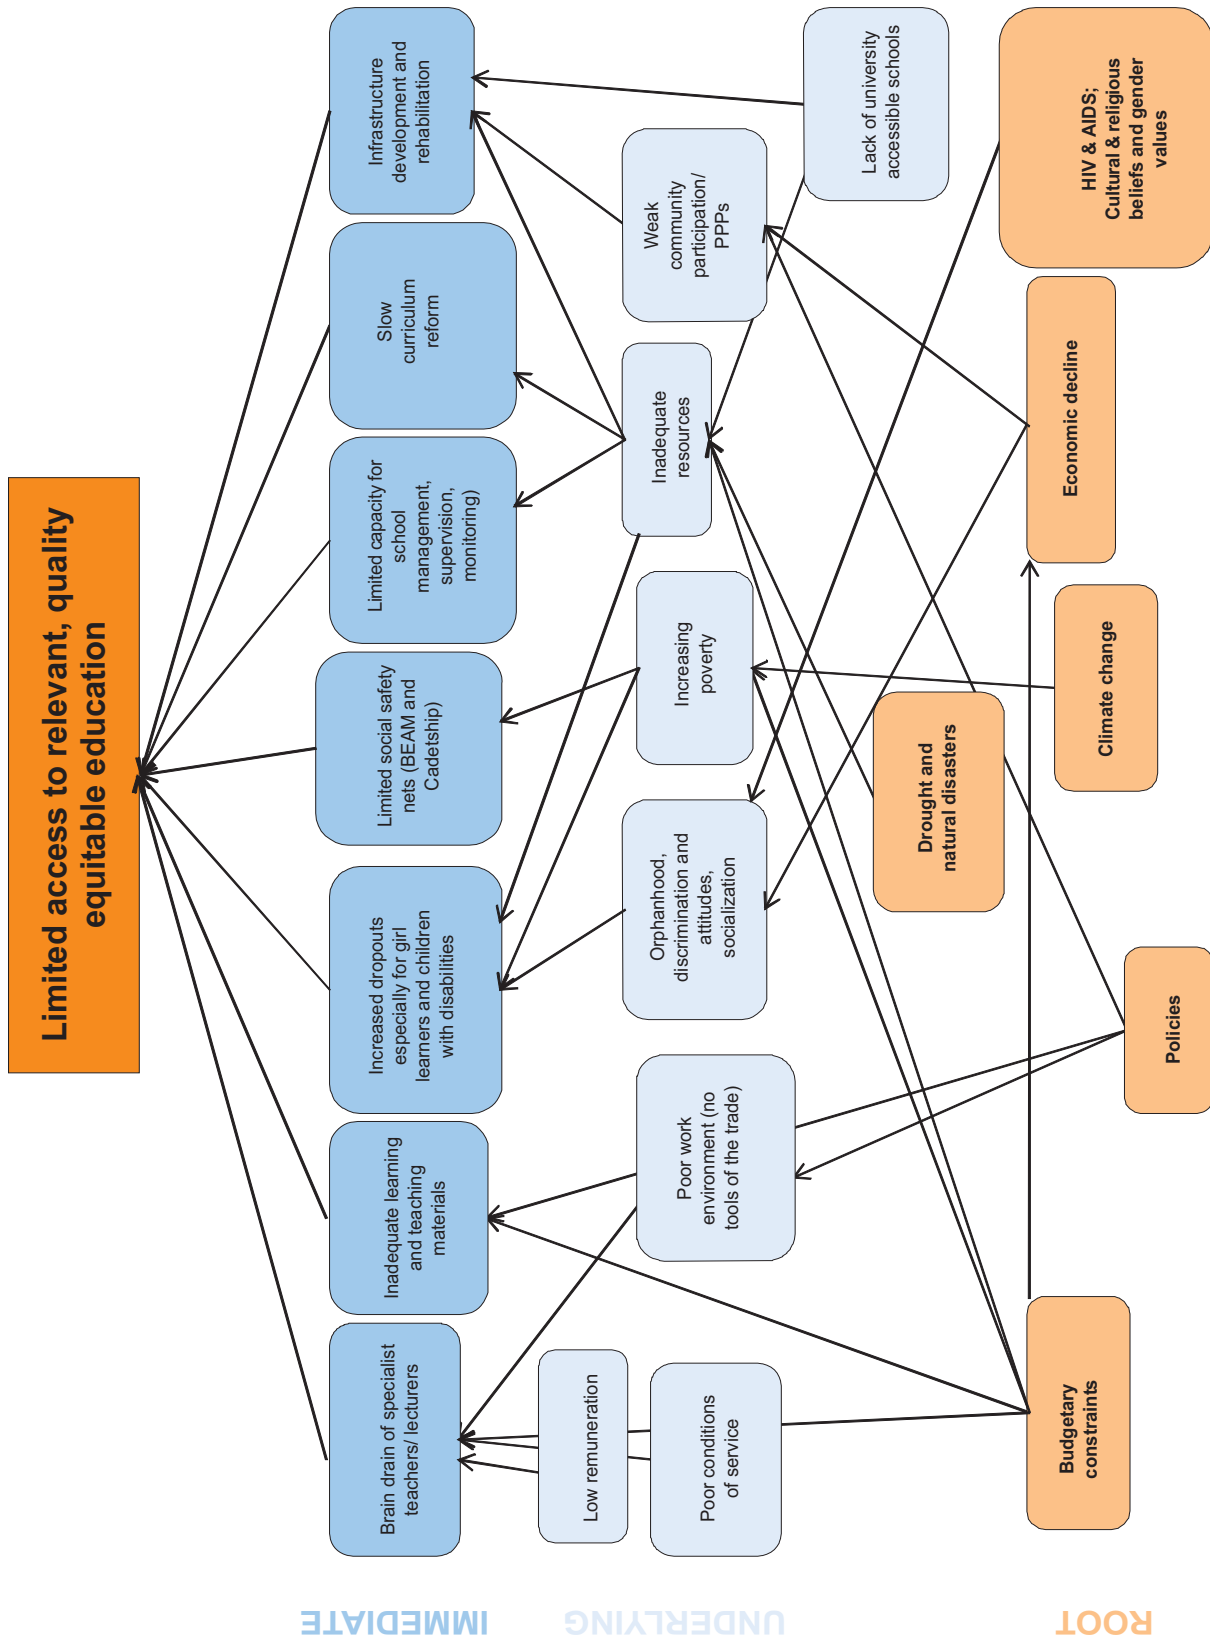 Limited access to relevant, quality
equitable education
IMMEDIATE
Brain drain of specialist
teachers/ lecturers
Inadequate learning
and teaching
materials
Increased dropouts
especially for girl
learners and children
with disabilities
Limited social safety
nets (BEAM and
Cadetship)
Limited capacity for
school
management,
supervision,
monitoring)
Slow
curriculum
reform
Infrastructure
development and
rehabilitation
UNDERLYING
Low remuneration
Poor conditions
of service
Poor work
environment (no
tools of the trade)
Orphanhood,
discrimination and
attitudes,
socialization
Increasing
poverty
Inadequate
resources
Weak
community
participation/
PPPs
Lack of university
accessible schools
ROOT
Budgetary
constraints
Policies
Drought and
natural disasters
Climate change
Economic decline
HIV & AIDS;
Cultural & religious
beliefs and gender
values